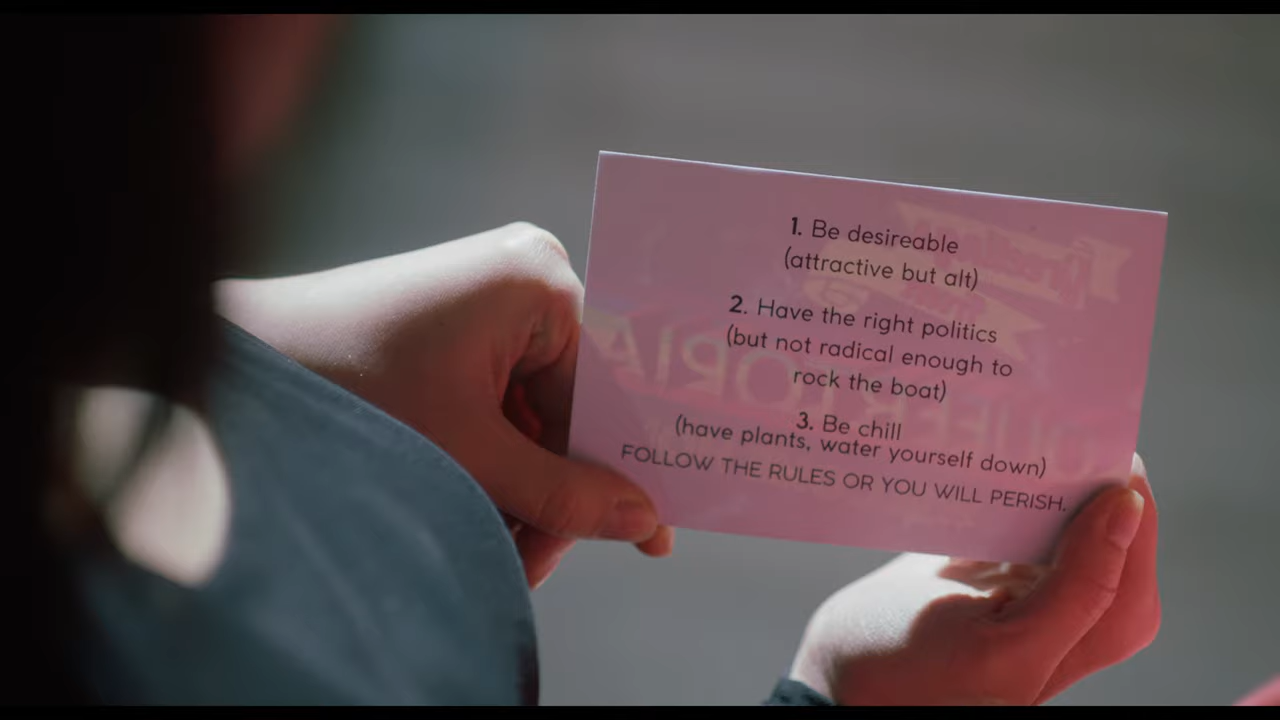 1. Be desireable
(attractive but alt)
2. Have the right politics
(but not radical enough to
rock the boat)
3. Be chill
(have plants, water yourself down)
FOLLOW THE RULES OR YOU WILL PERISH.
QUEERTOPIA